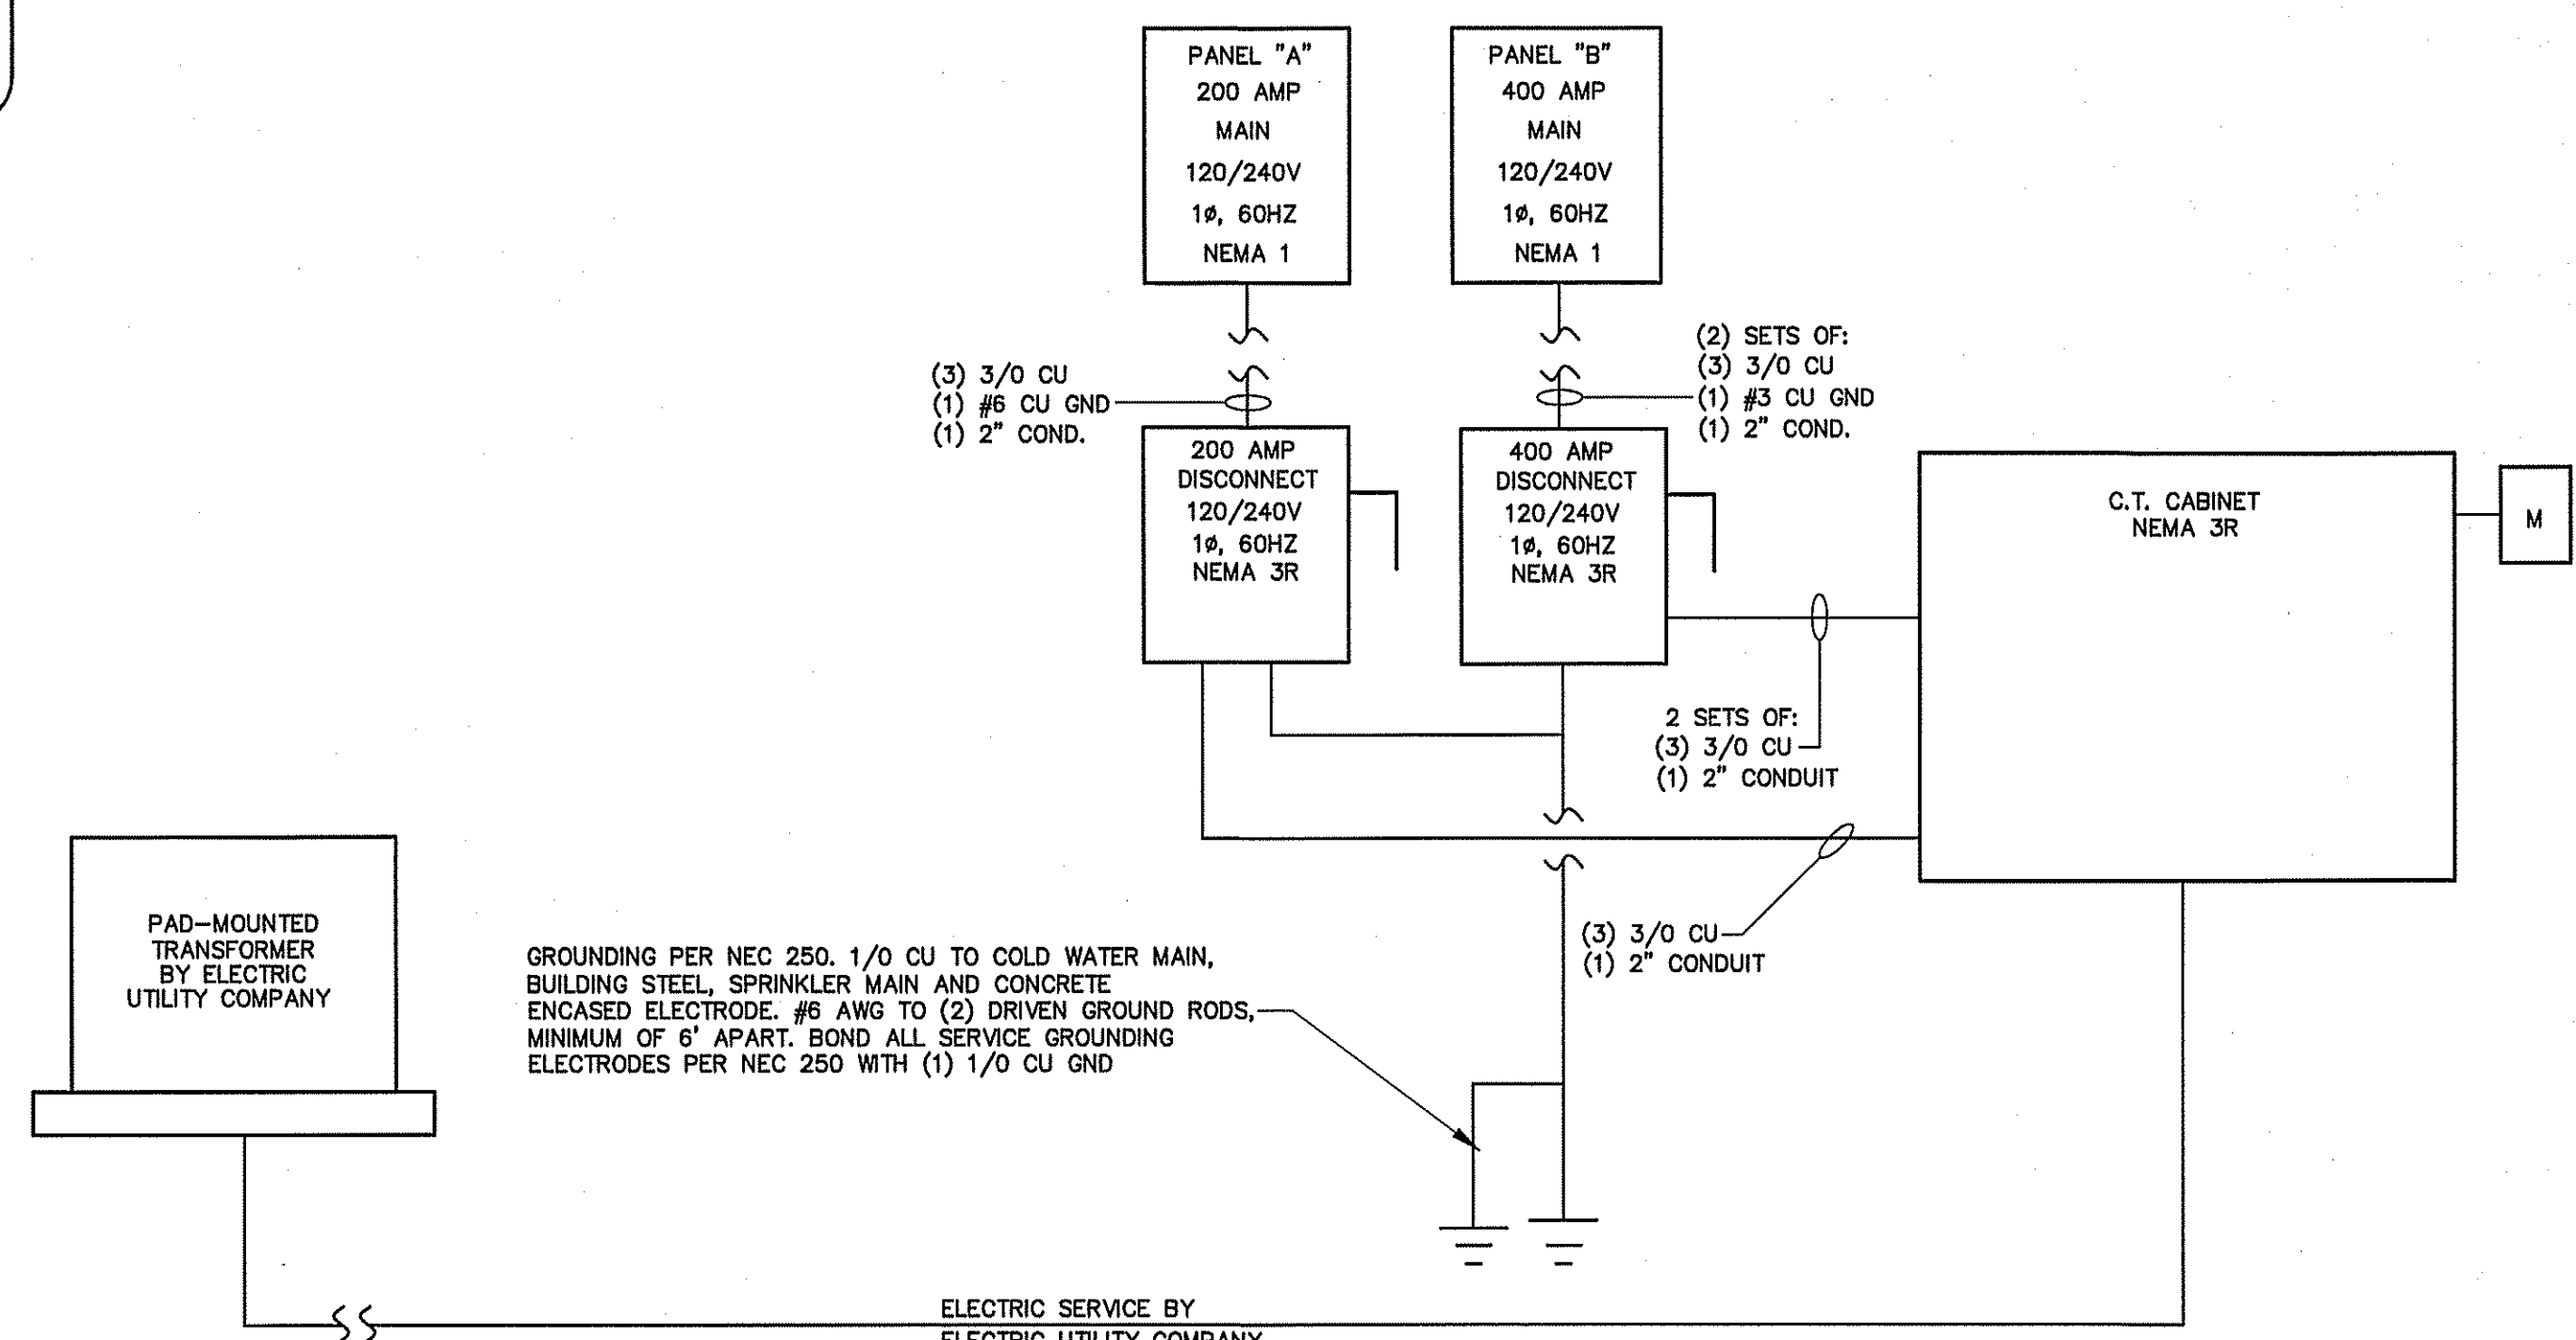 PANEL "A"
200 AMP
MAIN
120/240V
1ø, 60HZ
NEMA 1
PANEL "B"
400 AMP
MAIN
120/240V
1ø, 60HZ
NEMA 1
(3) 3/0 CU
(1) #6 CU GND
(1) 2" COND.
(2) SETS OF:
(3) 3/0 CU
(1) #3 CU GND
(1) 2" COND.
200 AMP
DISCONNECT
120/240V
1ø, 60HZ
NEMA 3R
400 AMP
DISCONNECT
120/240V
1ø, 60HZ
NEMA 3R
C.T. CABINET
NEMA 3R
M
2 SETS OF:
(3) 3/0 CU
(1) 2" CONDUIT
(3) 3/0 CU
(1) 2" CONDUIT
PAD-MOUNTED
TRANSFORMER
BY ELECTRIC
UTILITY COMPANY
GROUNDING PER NEC 250. 1/0 CU TO COLD WATER MAIN,
BUILDING STEEL, SPRINKLER MAIN AND CONCRETE
ENCASED ELECTRODE. #6 AWG TO (2) DRIVEN GROUND RODS,
MINIMUM OF 6' APART. BOND ALL SERVICE GROUNDING
ELECTRODES PER NEC 250 WITH (1) 1/0 CU GND
ELECTRIC SERVICE BY
ELECTRIC UTILITY COMPANY